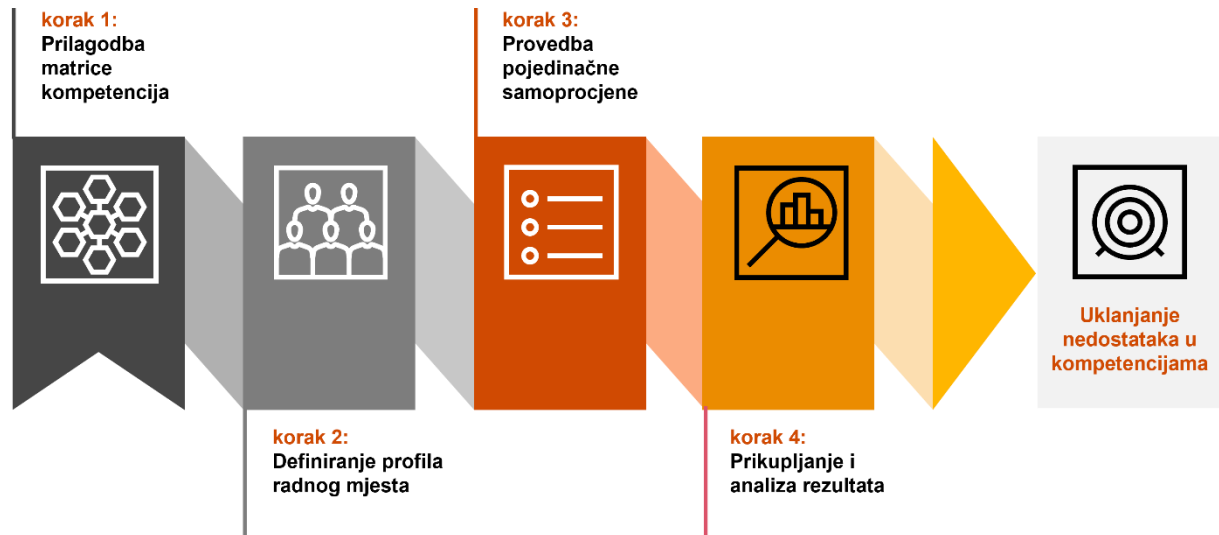 korak 1:
Prilagodba
matrice
kompetencija
korak 2:
Definiranje profila
radnog mjesta
korak 3:
Provedba
pojedinačne
samoprocjene
korak 4:
Prikupljanje i
analiza rezultata
Uklanjanje
nedostataka u
kompetencijama